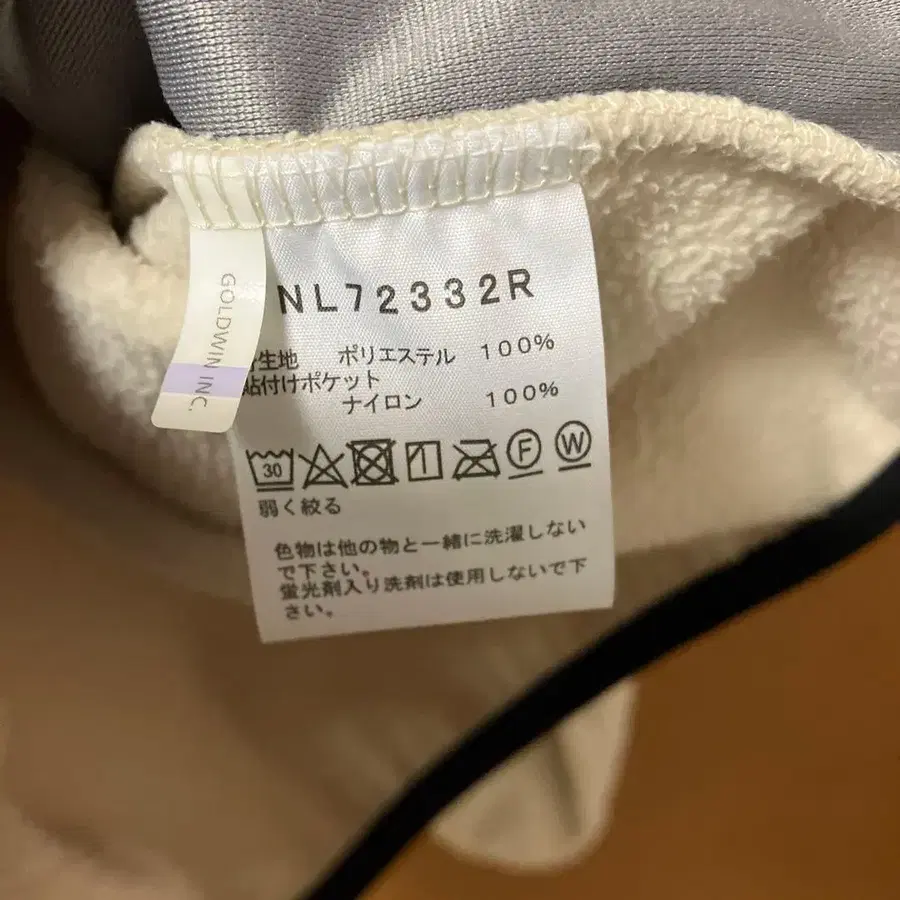 GOLDWIN INC.
NL72332R
生地 ポリエステル 100%
貼付けポケット
ナイロン 100%
30
F
W
弱く絞る
色物は他の物と一緒に洗濯しない
で下さい。
蛍光剤入り洗剤は使用しないで下
さい。